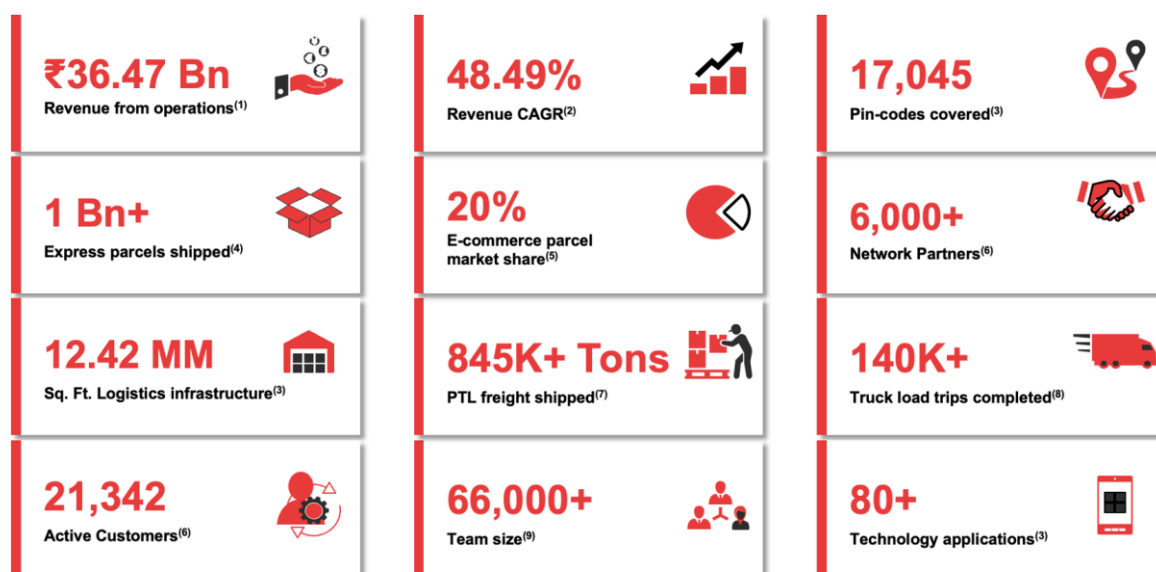 ₹36.47 Bn
Revenue from operations(1)
48.49%
Revenue CAGR(2)
17,045
Pin-codes covered(3)
1 Bn+
Express parcels shipped(4)
20%
E-commerce parcel
market share(5)
6,000+
Network Partners(6)
12.42 MM
Sq. Ft. Logistics infrastructure(3)
845K+ Tons
PTL freight shipped(7)
140K+
Truck load trips completed(8)
21,342
Active Customers(6)
66,000+
Team size(9)
80+
Technology applications(3)